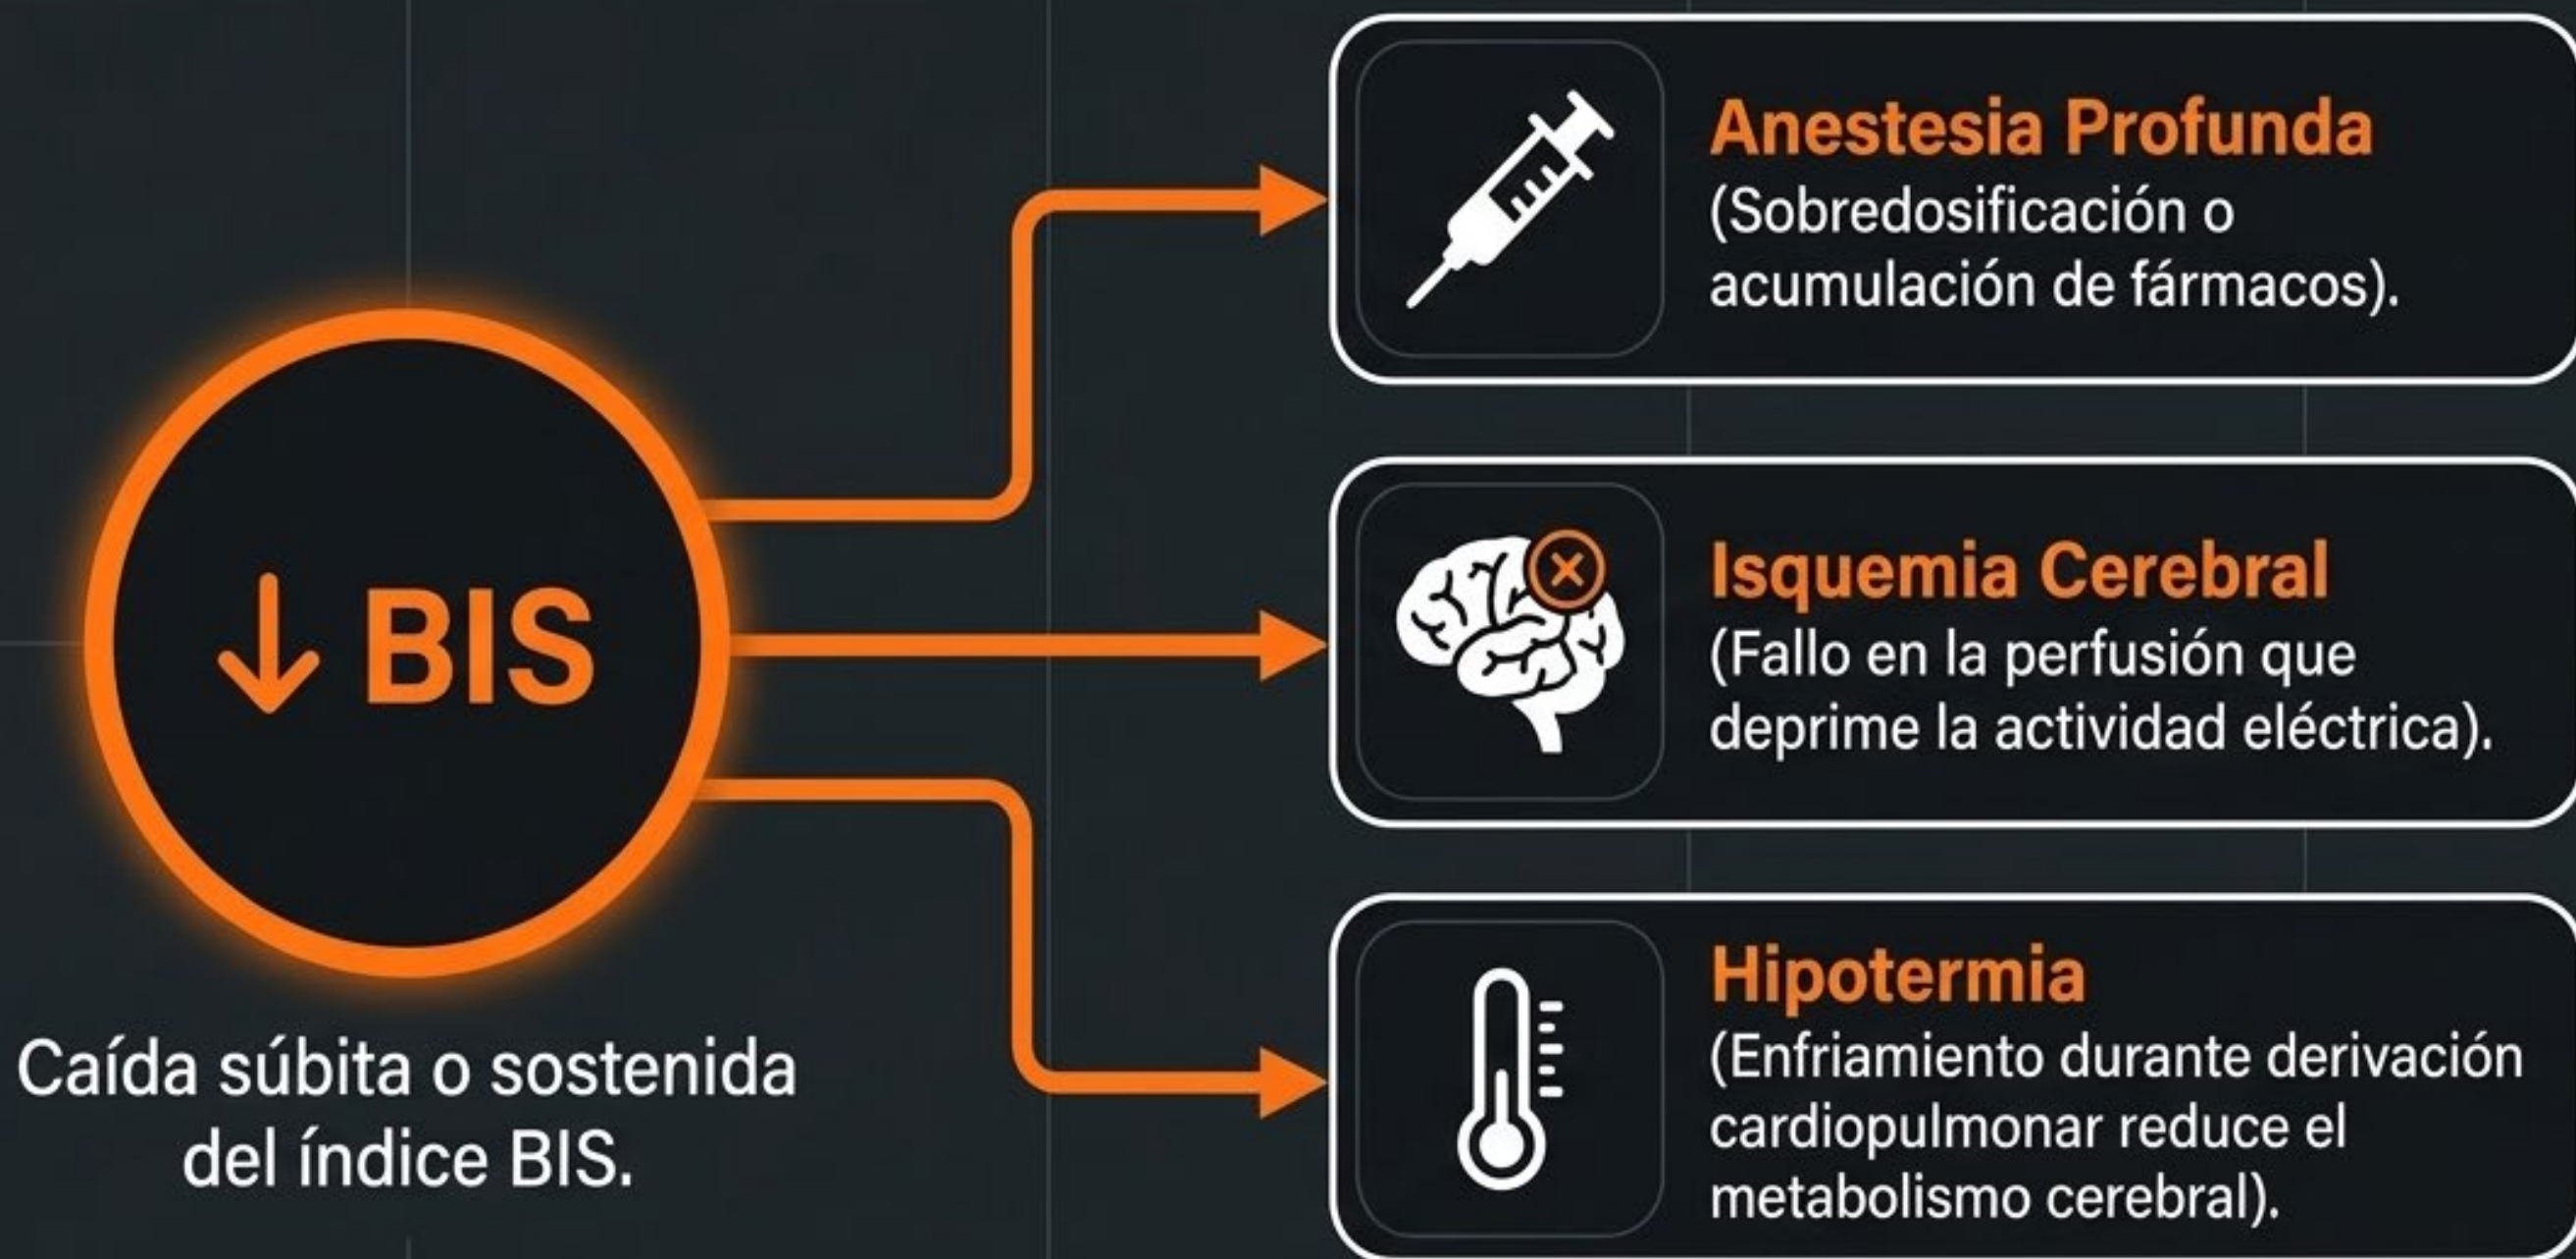 ↓ BIS
Caída súbita o sostenida
del índice BIS.
Anestesia Profunda
(Sobredosificación o
acumulación de fármacos).
Isquemia Cerebral
(Fallo en la perfusión que
deprime la actividad eléctrica).
Hipotermia
(Enfriamiento durante derivación
cardiopulmonar reduce el
metabolismo cerebral).